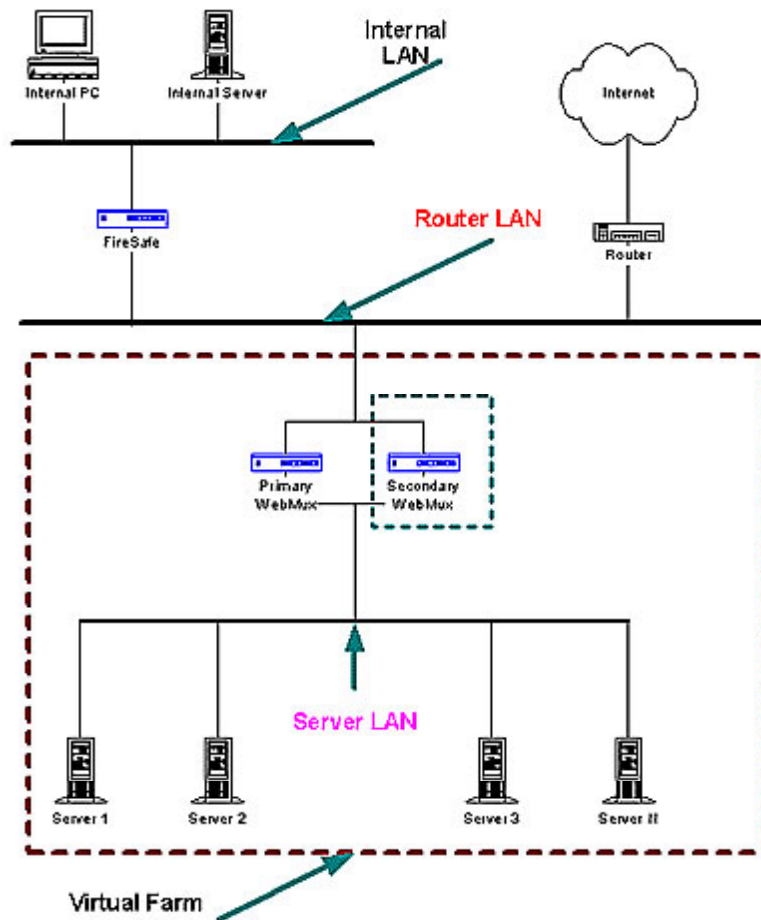 Internal
LAN
Internal PC
Internal Server
Internet
FireSafe
Router LAN
Router
Primary
WebMux
Secondary
WebMux
Server LAN
Server 1
Server 2
Server 3
Server N
Virtual Farm